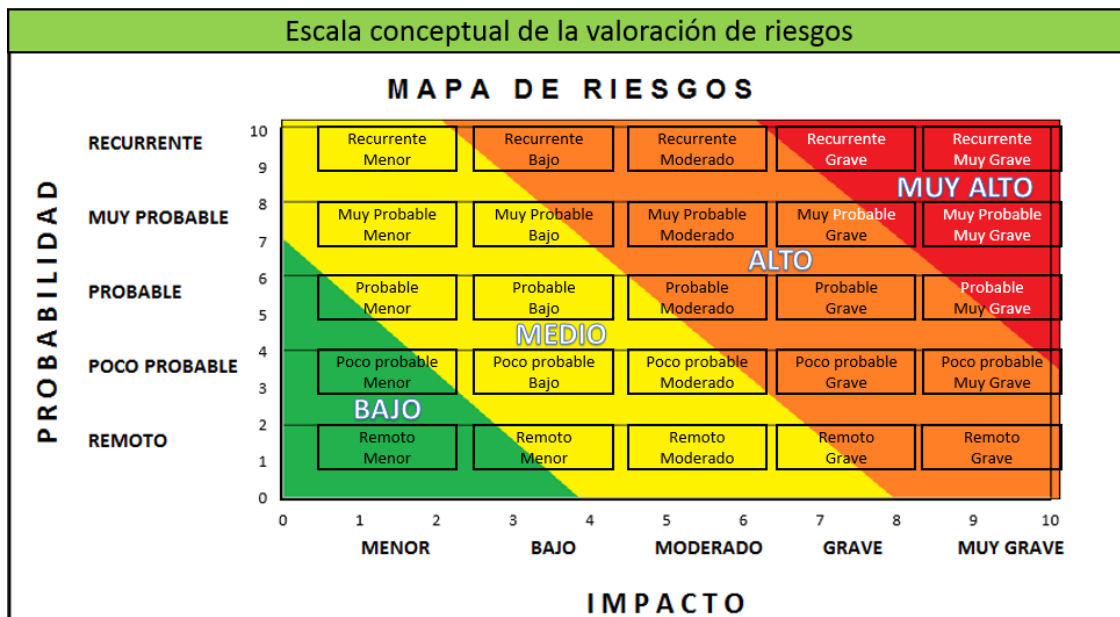 Escala conceptual de la valoración de riesgos
MAPA DE RIESGOS
PROBABILIDAD
RECURRENTE
MUY PROBABLE
PROBABLE
POCO PROBABLE
REMOTO
10
9
8
7
6
5
4
3
2
1
0
Recurrente Recurrente Recurrente Recurrente Recurrente
Menor Bajo Moderado Grave Muy Grave
MUY ALTO
Muy Probable Muy Probable Muy Probable Muy Probable Muy Probable
Menor Bajo Moderado Grave Muy Grave
ALTO
Probable Probable Probable Probable Probable
Menor Bajo Moderado Grave Muy Grave
MEDIO
Poco probable Poco probable Poco probable Poco probable Poco probable
Menor Bajo Moderado Grave Muy Grave
BAJO
Remoto Remoto Remoto Remoto Remoto
Menor Menor Moderado Grave Grave
0 1 2 3 4 5 6 7 8 9 10
MENOR BAJO MODERADO GRAVE MUY GRAVE
IMPACTO